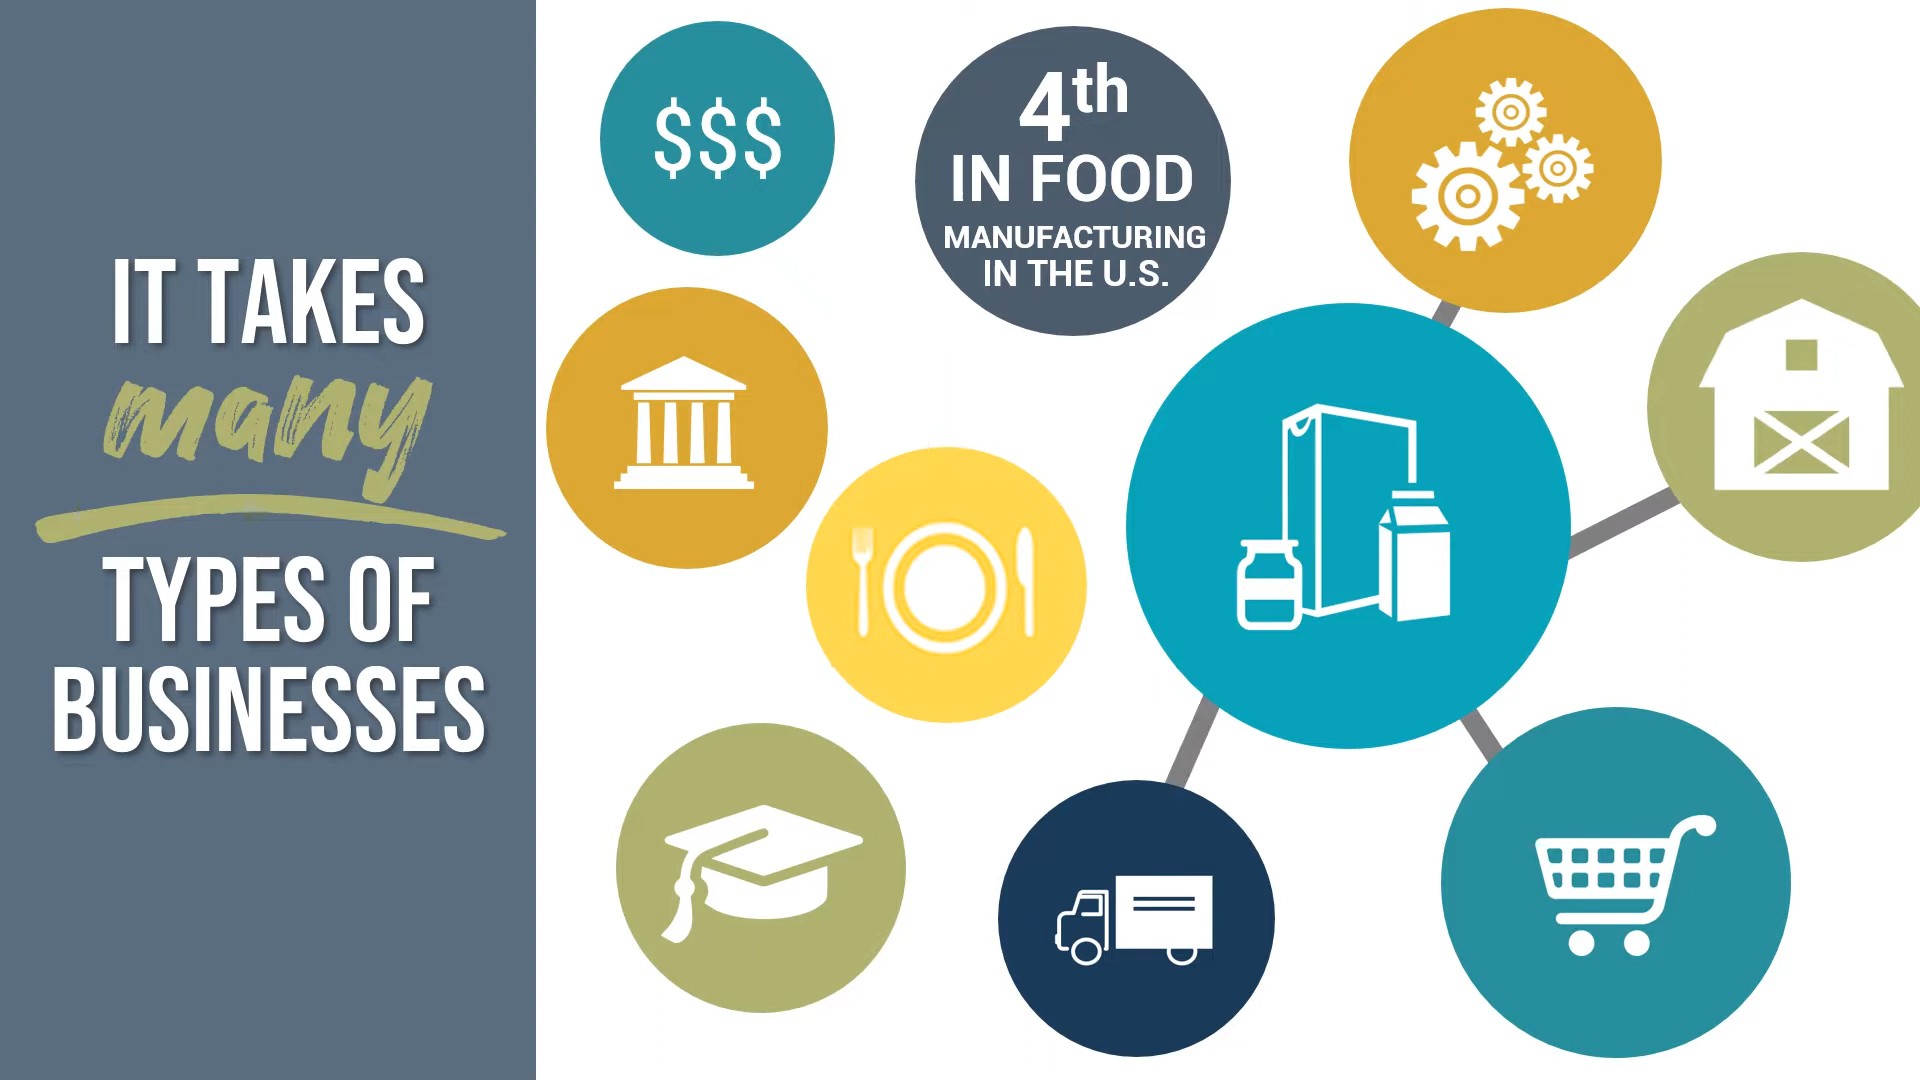 IT TAKES
many
TYPES OF
BUSINESSES
$$$
4th
IN FOOD
MANUFACTURING
IN THE U.S.